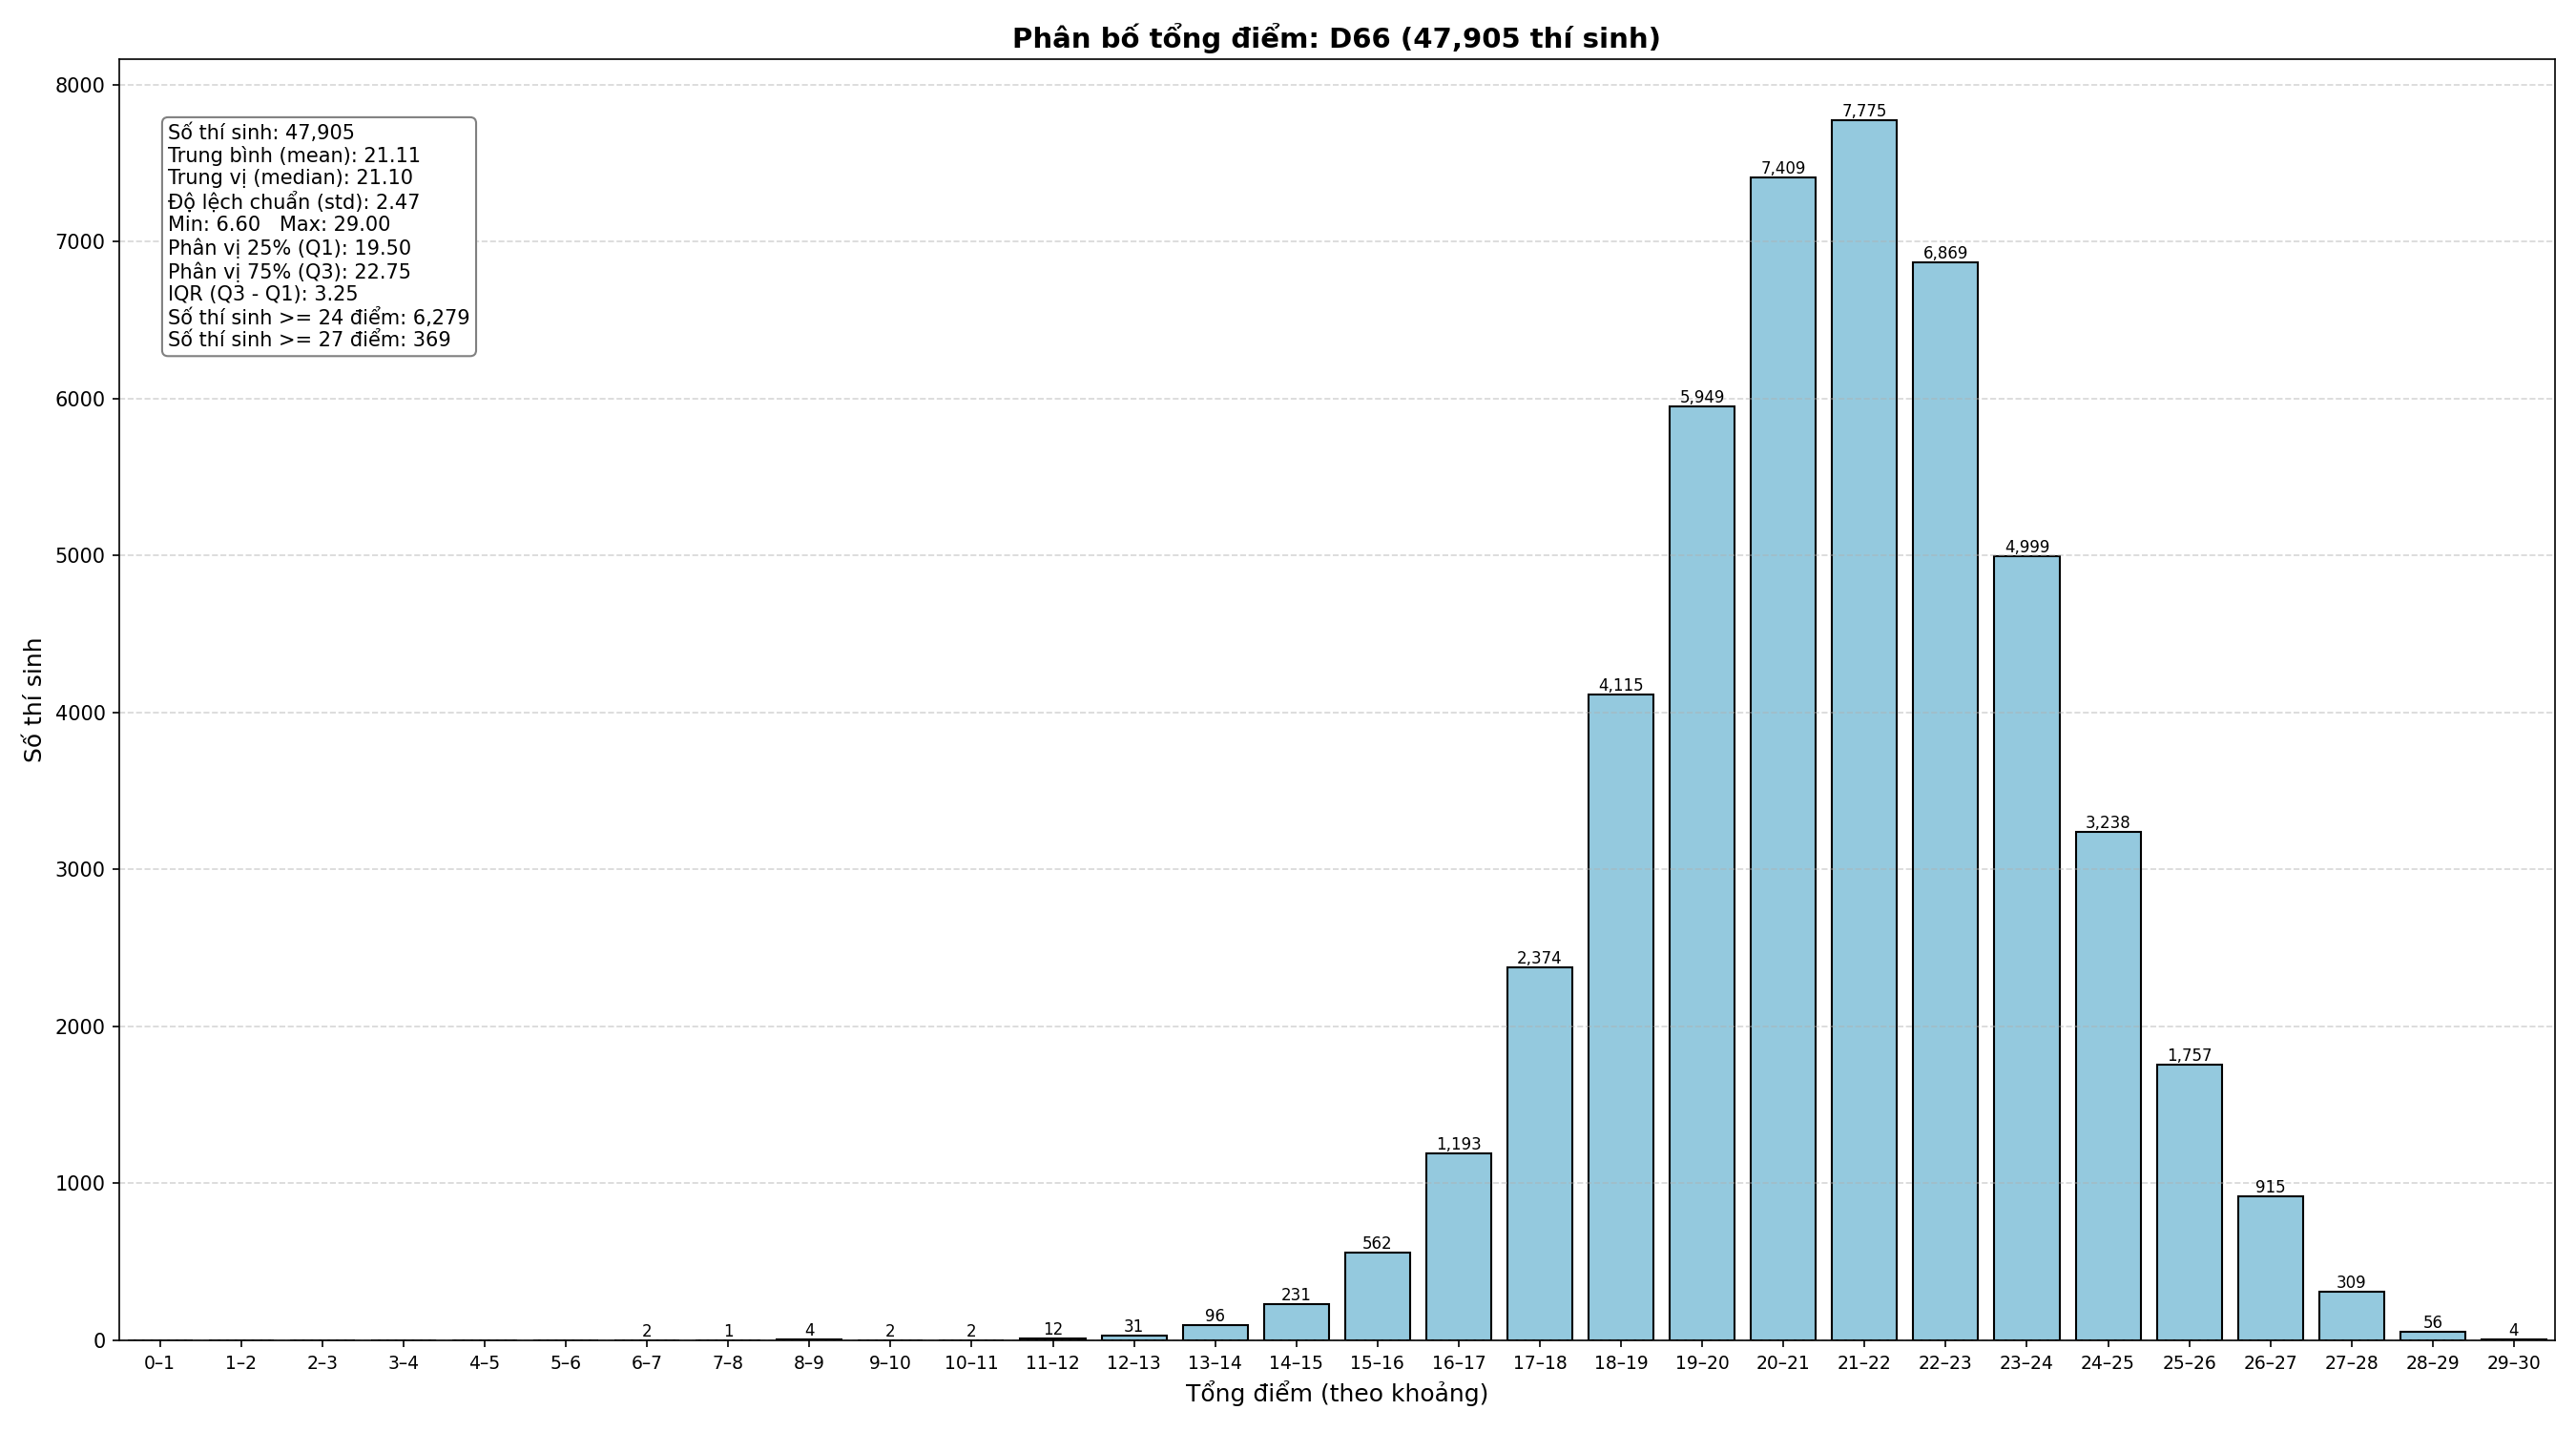 Phân bố tổng điểm: D66 (47,905 thí sinh)
Số thí sinh: 47,905
Trung bình (mean): 21.11
Trung vị (median): 21.10
Độ lệch chuẩn (std): 2.47
Min: 6.60   Max: 29.00
Phân vị 25% (Q1): 19.50
Phân vị 75% (Q3): 22.75
IQR (Q3 - Q1): 3.25
Số thí sinh >= 24 điểm: 6,279
Số thí sinh >= 27 điểm: 369
Số thí sinh
8000
7000
6000
5000
4000
3000
2000
1000
0
2
1
4
2
2
12
31
96
231
562
1,193
2,374
4,115
5,949
7,409
7,775
6,869
4,999
3,238
1,757
915
309
56
4
0–1 1–2 2–3 3–4 4–5 5–6 6–7 7–8 8–9 9–10 10–11 11–12 12–13 13–14 14–15 15–16 16–17 17–18 18–19 19–20 20–21 21–22 22–23 23–24 24–25 25–26 26–27 27–28 28–29 29–30
Tổng điểm (theo khoảng)